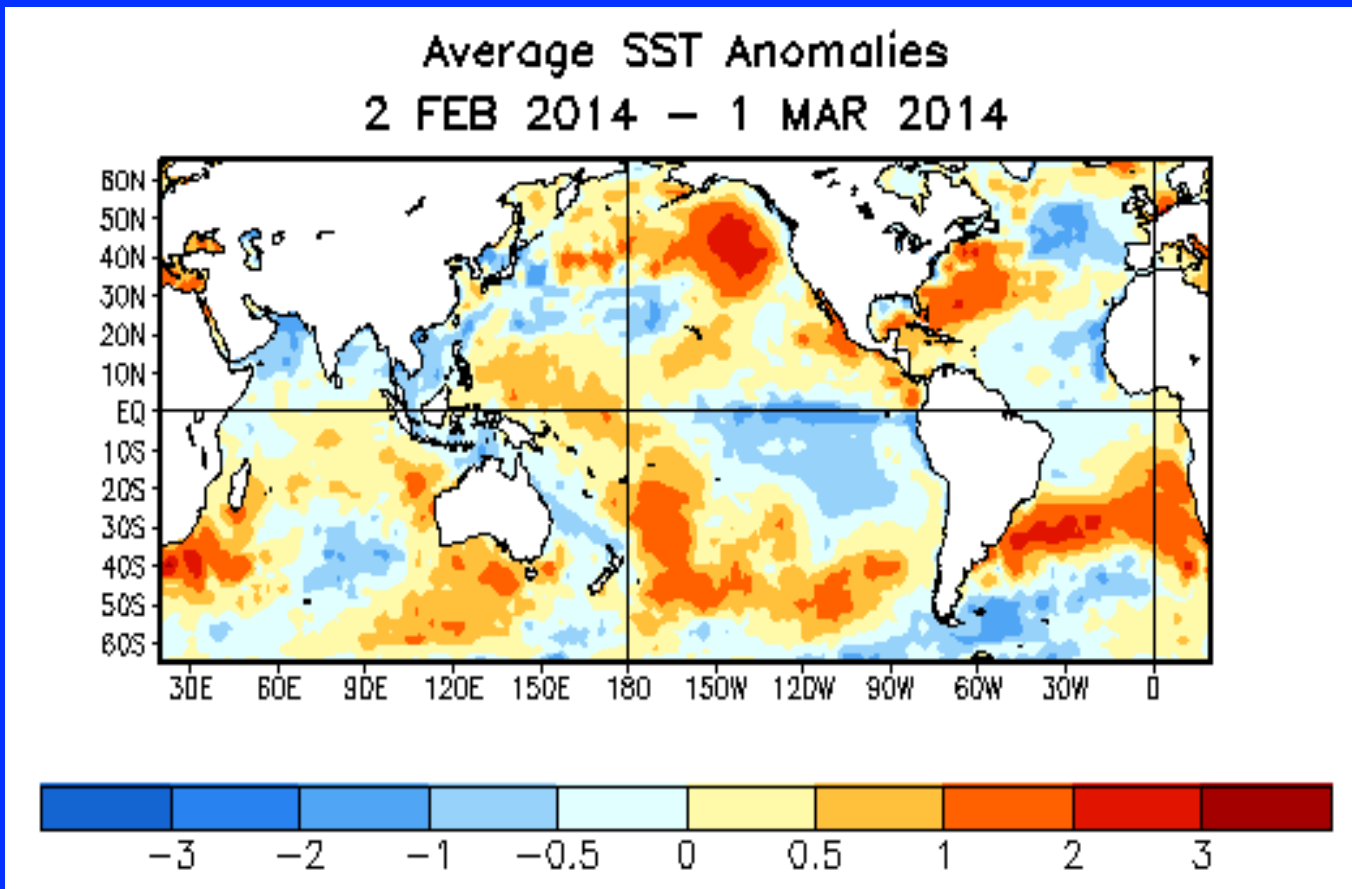 Average SST Anomalies
2 FEB 2014 – 1 MAR 2014
60N
50N
40N
30N
20N
10N
EQ
10S
20S
30S
40S
50S
60S
30E 60E 90E 120E 150E 180 150W 120W 90W 60W 30W 0
-3 -2 -1 -0.5 0 0.5 1 2 3